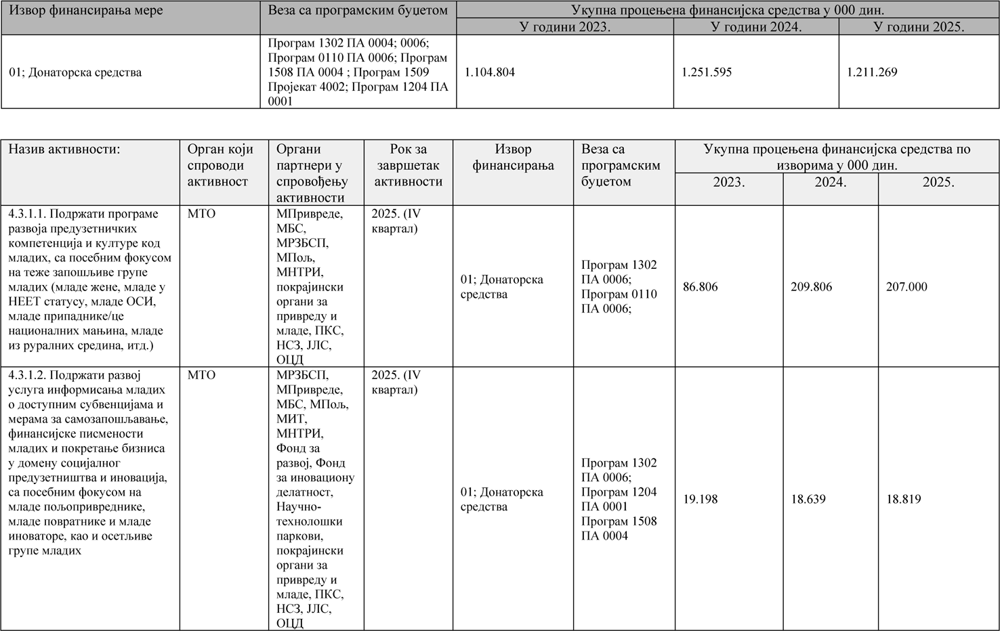 Извор финансирања мере
Веза са програмским буџетом
Укупна процењена финансијска средства у 000 дин.
У години 2023.
У години 2024.
У години 2025.
01; Донаторска средства
Програм 1302 ПА 0004; 0006;
Програм 0110 ПА 0006; Програм
1508 ПА 0004 ; Програм 1509
Пројекат 4002; Програм 1204 ПА
0001
1.104.804
1.251.595
1.211.269
Назив активности:
Орган који
спроводи
активност
Органи
партнери у
спровођењу
активности
Рок за
завршетак
активности
Извор
финансирања
Веза са
програмским
буџетом
Укупна процењена финансијска средства по
изворима у 000 дин.
2023.
2024.
2025.
4.3.1.1. Подржати програме
развоја предузетничких
компетенција и културе код
младих, са посебним фокусом
на теже запошљиве групе
младих (младе жене, младе у
НЕЕТ статусу, младе ОСИ,
младе припаднике/це
националних мањина, младе
из руралних средина, итд.)
МТО
МПривреде,
МБС,
МРЗБСП,
МПољ,
МНТРИ,
покрајински
органи за
привреду и
младе, ПКС,
НСЗ, ЈЛС,
ОЦД
2025. (IV
квартал)
01; Донаторска
средства
Програм 1302
ПА 0006;
Програм 0110
ПА 0006;
86.806
209.806
207.000
4.3.1.2. Подржати развој
услуга информисања младих
о доступним субвенцијама и
мерама за самозапошљавање,
финансијске писмености
младих и покретање бизниса
у домену социјалног
предузетништва и иновација,
са посебним фокусом на
младе пољопривреднике,
младе повратнике и младе
иноваторе, као и осетљиве
групе младих
МТО
МРЗБСП,
МПривреде,
МБС, МПољ,
МИТ,
МНТРИ,
Фонд за
развој, Фонд
за иновациону
делатност,
Научно-
технолошки
паркови,
покрајински
органи за
привреду и
младе, ПКС,
НСЗ, ЈЛС,
ОЦД
2025. (IV
квартал)
01; Донаторска
средства
Програм 1302
ПА 0006;
Програм 1204
ПА 0001
Програм 1508
ПА 0004
19.198
18.639
18.819